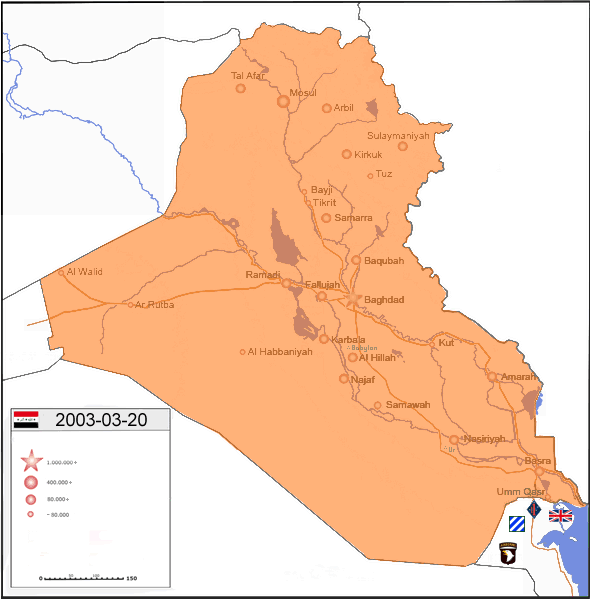 Tal Afar
Mosul
Arbil
Sulaymaniyah
Kirkuk
Tuz
Bayji
Tikrit
Samarra
Baqubah
Al Walid
Ramadi
Fallujah
Ar Rutba
Baghdad
Karbala
Babylon
Kut
Al Habbaniyah
Al Hillah
Najaf
Amarah
Samawah
Nasiriyah
Ur
Basra
Umm Qasr
2003-03-20
1.000.000+
400.000+
80.000+
- 80.000
0
50
100
150